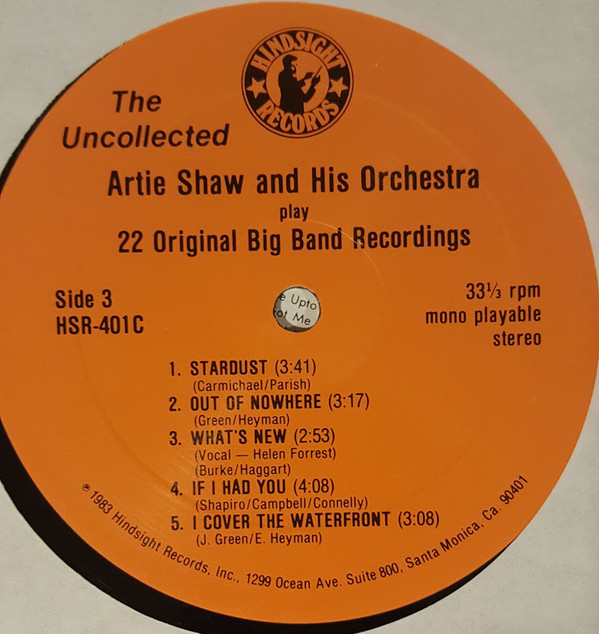 HINDSIGHT
RECORDS
The
Uncollected
Artie Shaw and His Orchestra
play
22 Original Big Band Recordings
Side 3
HSR-401C
33⅓ rpm
mono playable
stereo
e Upto
ot Me
1. STARDUST (3:41)
(Carmichael/Parish)
2. OUT OF NOWHERE (3:17)
(Green/Heyman)
3. WHAT'S NEW (2:53)
(Vocal — Helen Forrest)
(Burke/Haggart)
4. IF I HAD YOU (4:08)
(Shapiro/Campbell/Connelly)
5. I COVER THE WATERFRONT (3:08)
(J. Green/E. Heyman)
℗ 1983 Hindsight Records, Inc., 1299 Ocean Ave. Suite 800, Santa Monica, Ca. 90401